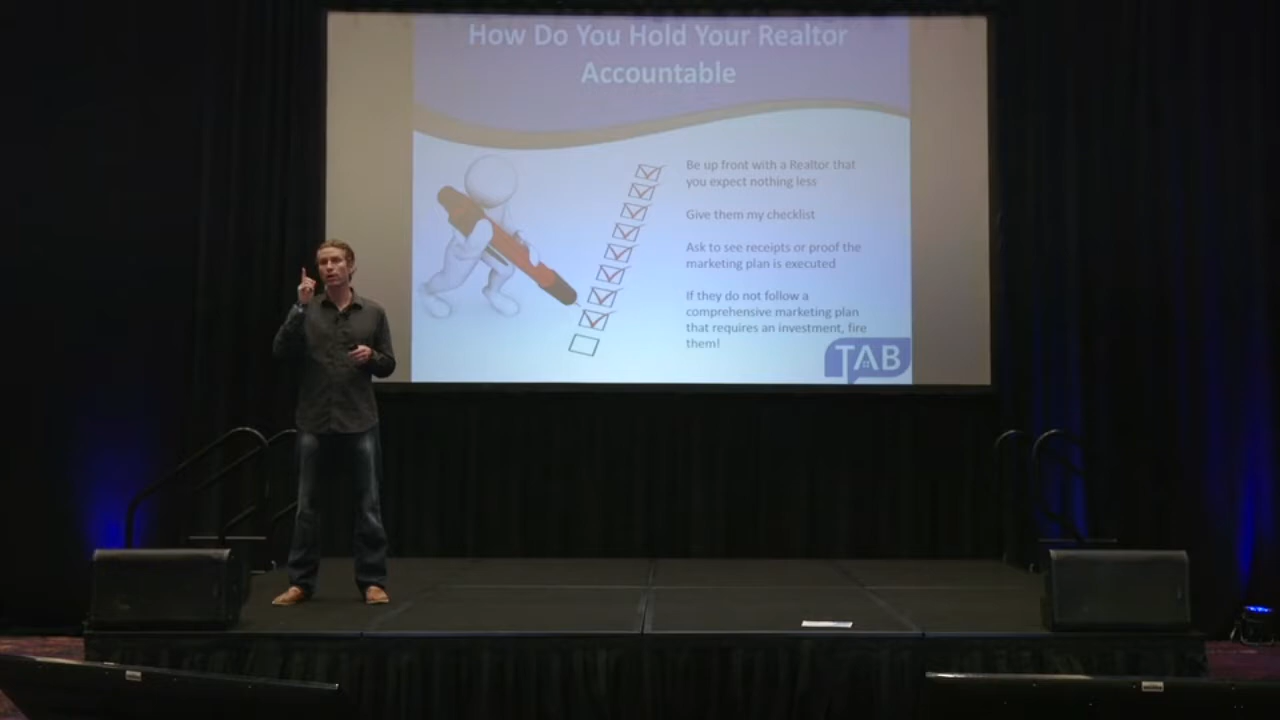 How Do You Hold Your Realtor
Accountable
Be up front with a Realtor that
you expect nothing less
Give them my checklist
Ask to see receipts or proof the
marketing plan is executed
If they do not follow a
comprehensive marketing plan
that requires an investment, fire
them!
TAB